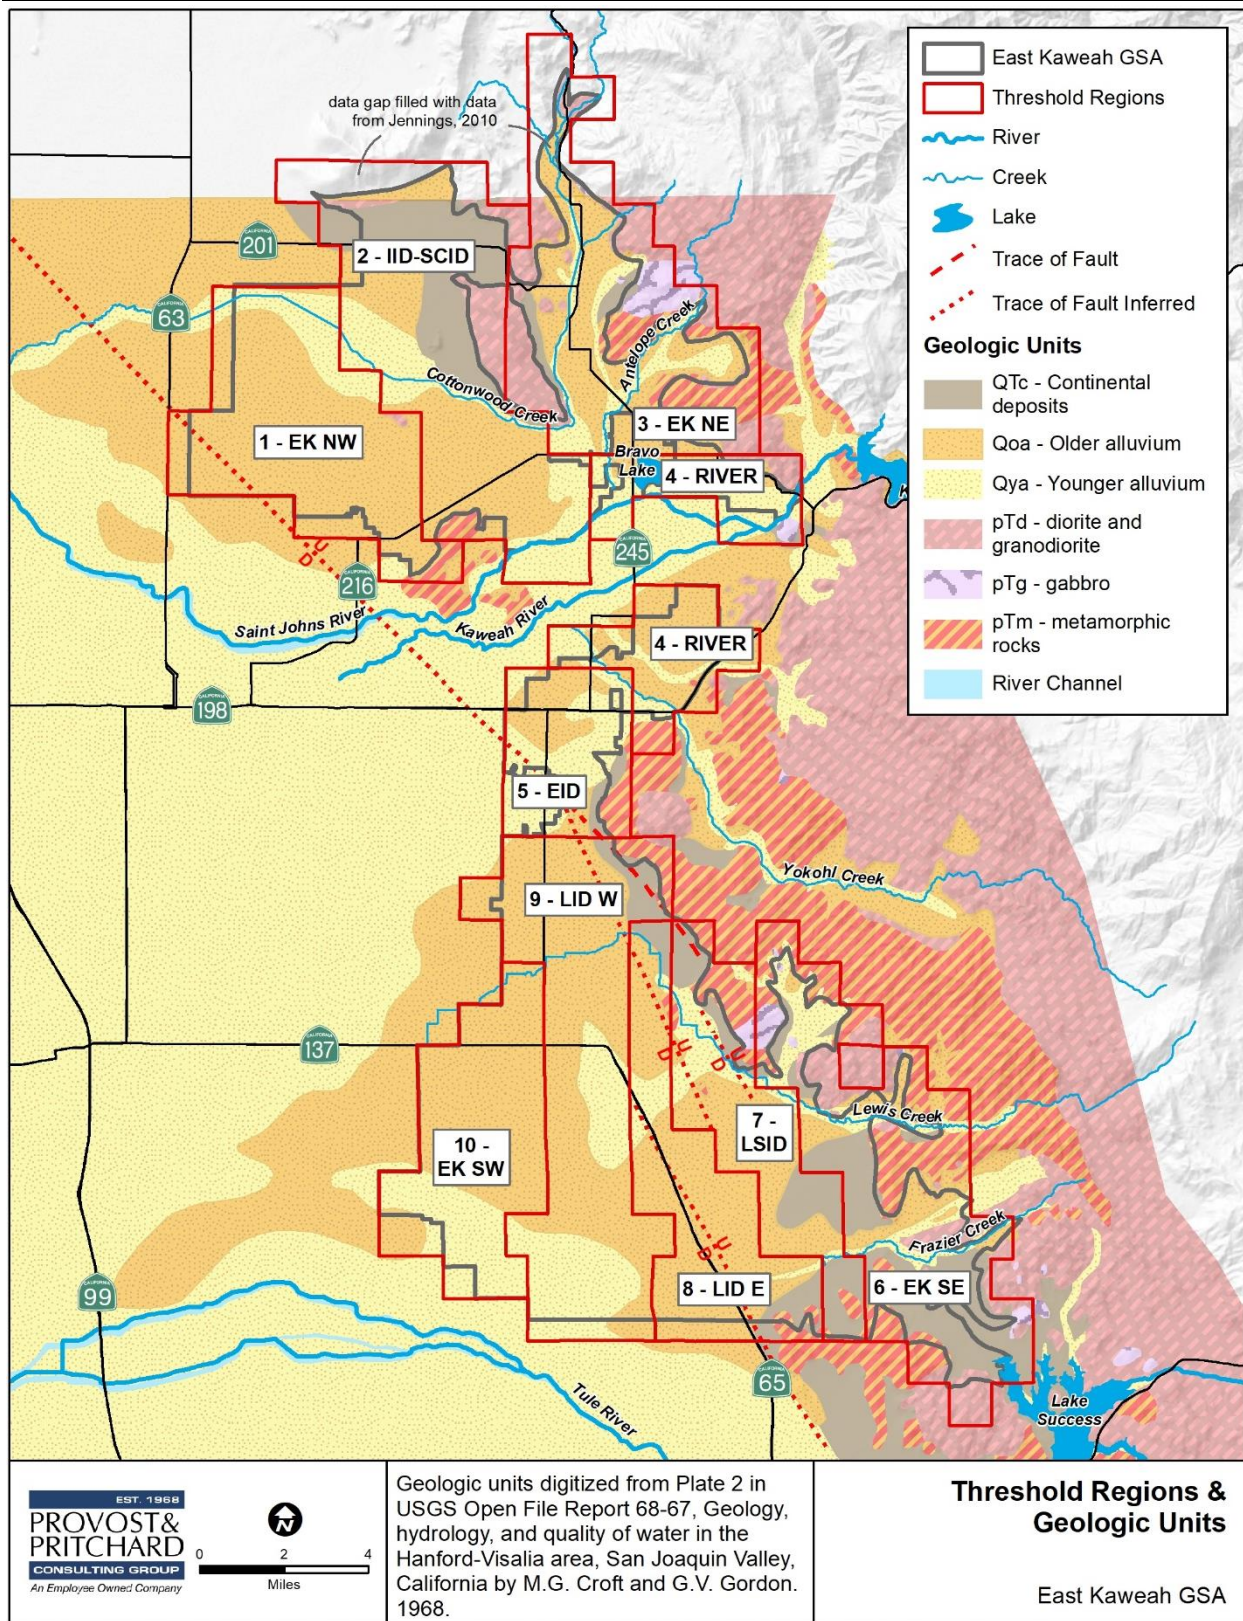 data gap filled with data
from Jennings, 2010
East Kaweah GSA
Threshold Regions
River
Creek
Lake
Trace of Fault
Trace of Fault Inferred
Geologic Units
QTc - Continental
deposits
Qoa - Older alluvium
Qya - Younger alluvium
pTd - diorite and
granodiorite
pTg - gabbro
pTm - metamorphic
rocks
River Channel
CALIFORNIA
201
2 - IID-SCID
CALIFORNIA
63
Antelope Creek
Cottonwood Creek
1 - EK NW
3 - EK NE
Bravo
Lake
4 - RIVER
K
U
D
CALIFORNIA
245
CALIFORNIA
216
Saint Johns River
Kaweah River
4 - RIVER
CALIFORNIA
198
5 - EID
Yokohl Creek
9 - LID W
CALIFORNIA
137
U
D
U
D
Lewis Creek
7 -
LSID
10 -
EK SW
Frazier Creek
U
D
CALIFORNIA
99
8 - LID E
6 - EK SE
CALIFORNIA
65
Lake
Success
Tule River
EST. 1968
PROVOST&
PRITCHARD
CONSULTING GROUP
An Employee Owned Company
N
0 2 4
Miles
Geologic units digitized from Plate 2 in
USGS Open File Report 68-67, Geology,
hydrology, and quality of water in the
Hanford-Visalia area, San Joaquin Valley,
California by M.G. Croft and G.V. Gordon.
1968.
Threshold Regions &
Geologic Units
East Kaweah GSA